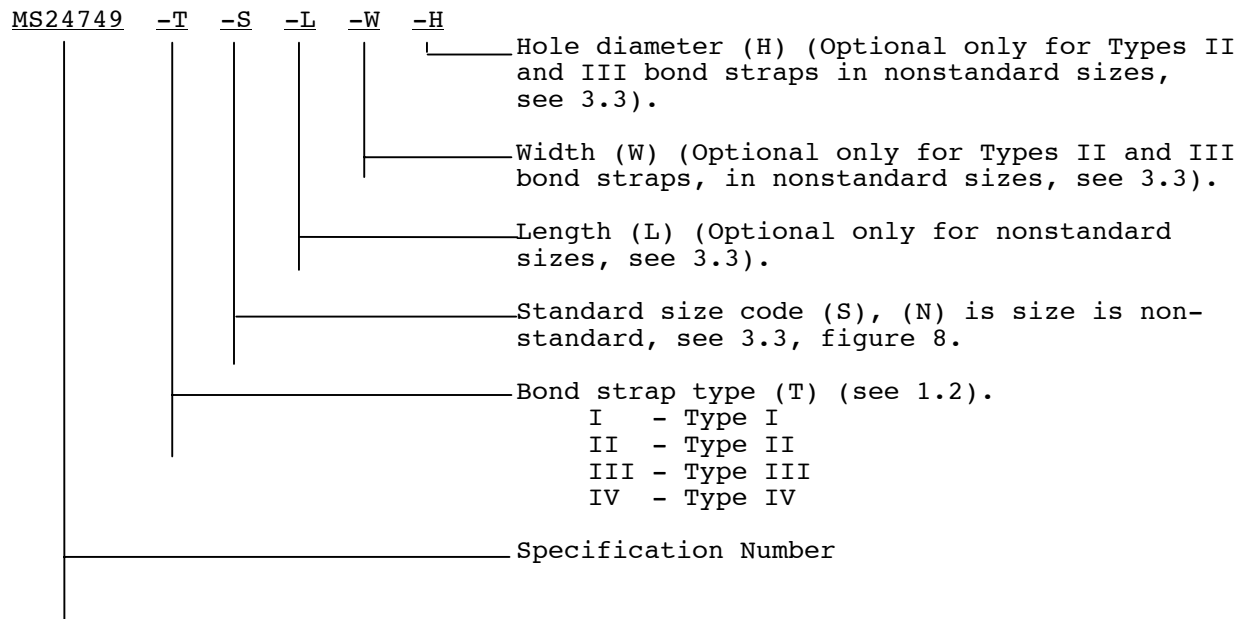 MS24749 -T -S -L -W -H
Hole diameter (H) (Optional only for Types II
and III bond straps in nonstandard sizes,
see 3.3).
Width (W) (Optional only for Types II and III
bond straps, in nonstandard sizes, see 3.3).
Length (L) (Optional only for nonstandard
sizes, see 3.3).
Standard size code (S), (N) is size is non-
standard, see 3.3, figure 8.
Bond strap type (T) (see 1.2).
I - Type I
II - Type II
III - Type III
IV - Type IV
Specification Number